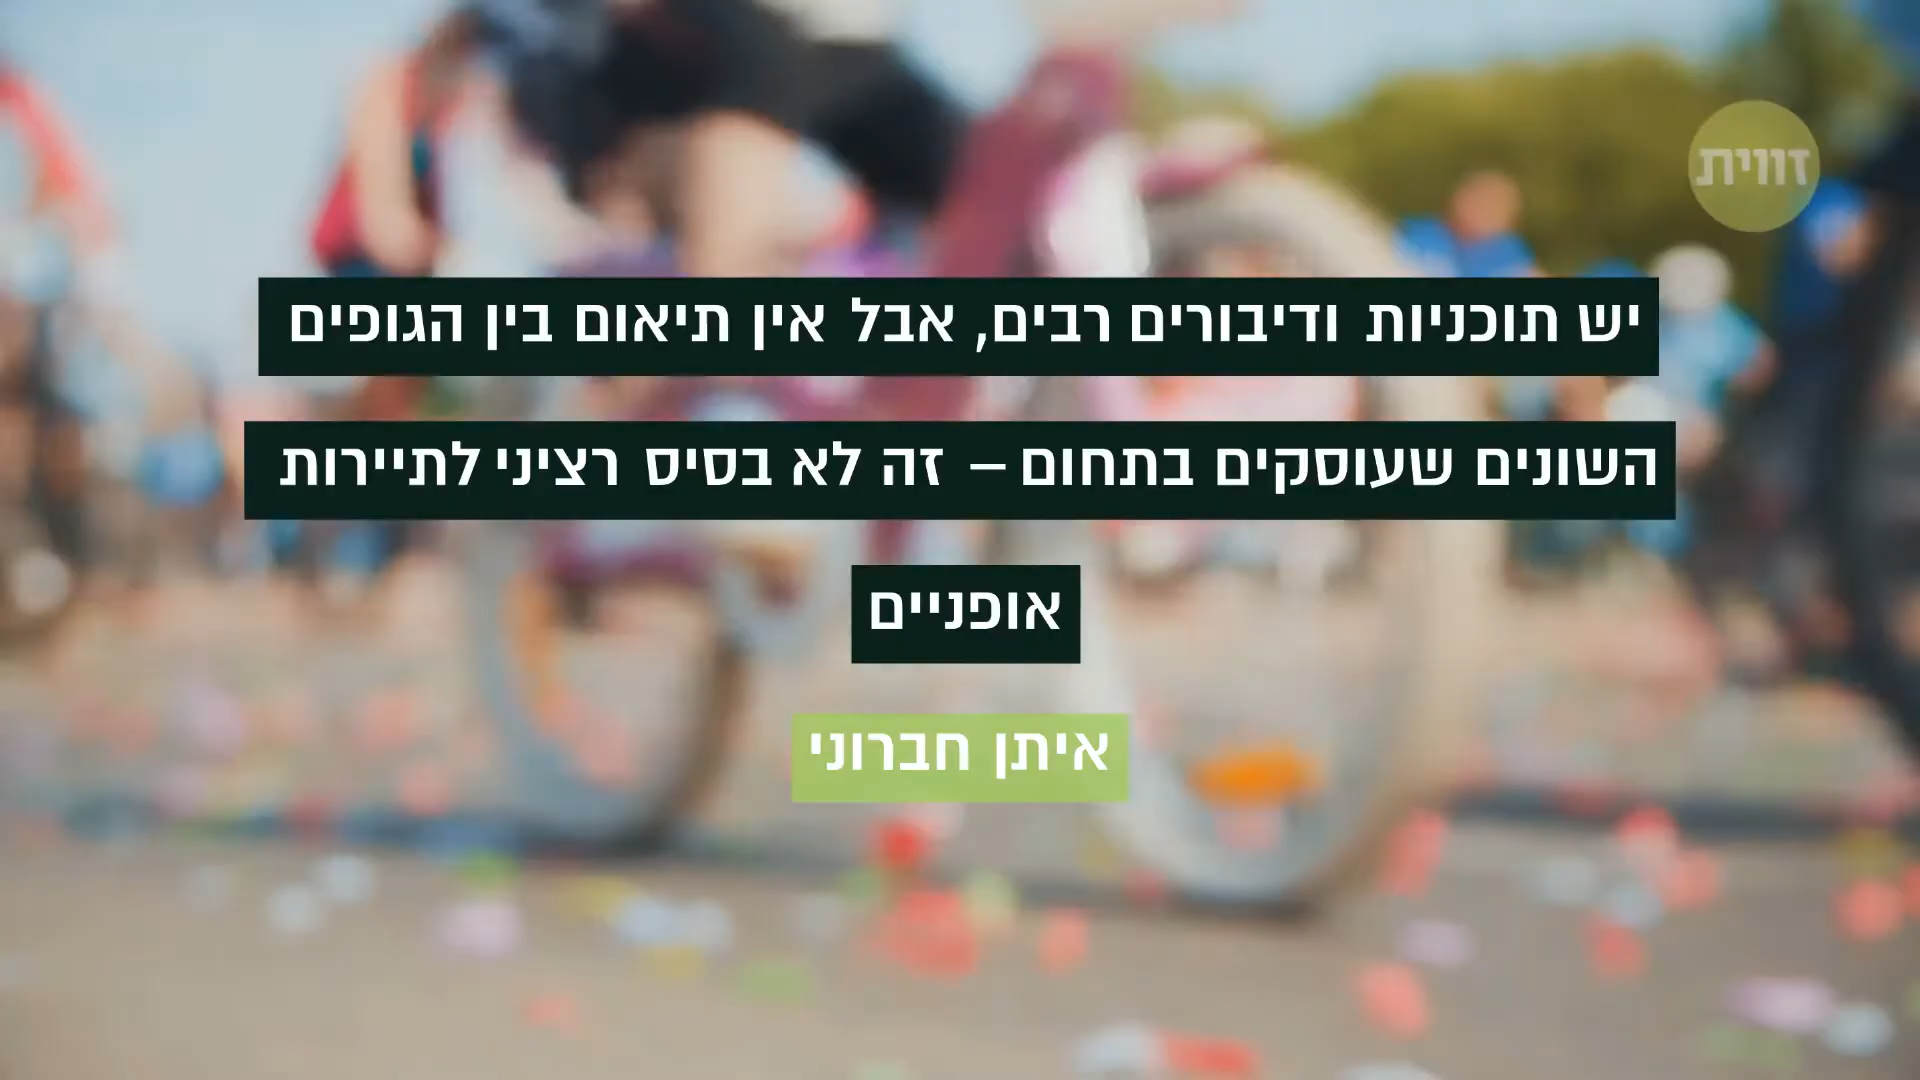 זווית
יש תוכניות ודיבורים רבים, אבל אין תיאום בין הגופים
השונים שעוסקים בתחום – זה לא בסיס רציני לתיירות
אופניים
איתן חברוני